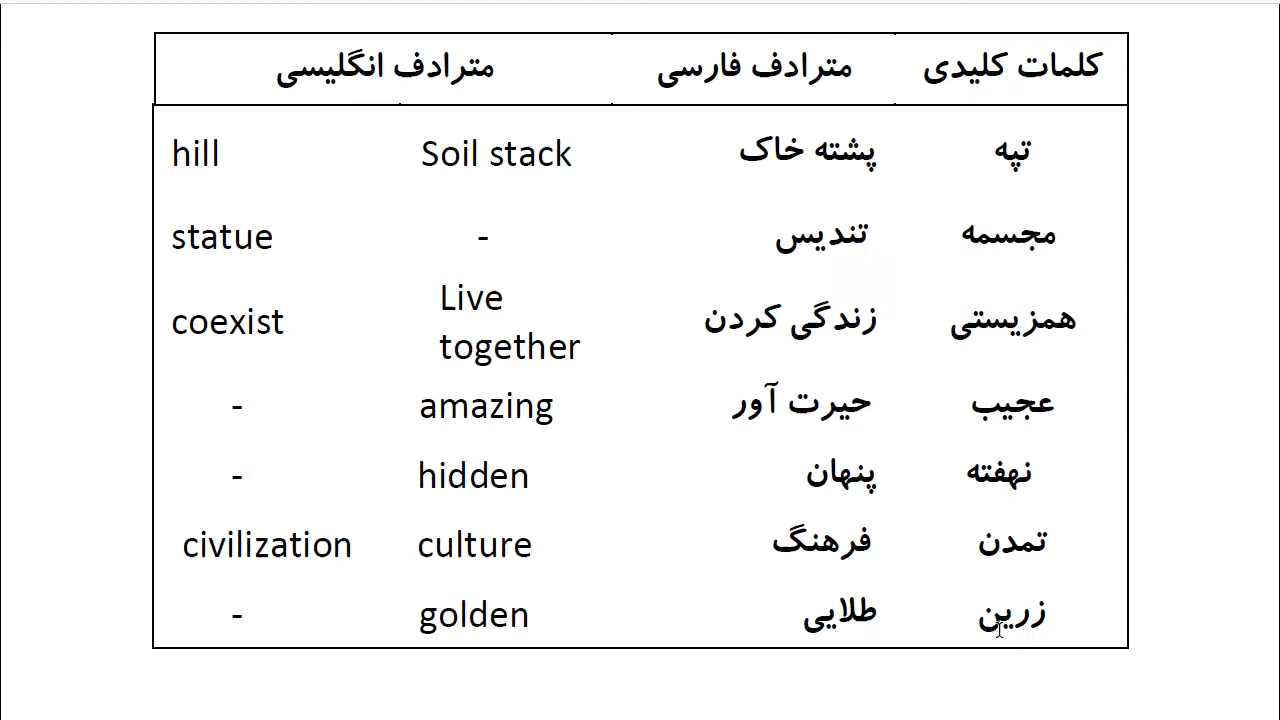 کلمات کلیدی مترادف فارسی مترادف انگلیسی
تپه پشته خاک Soil stack hill
مجسمه تندیس - statue
همزیستی زندگی کردن Live together coexist
عجیب حیرت آور amazing -
نهفته پنهان hidden -
تمدن فرهنگ culture civilization
زرین طلایی golden -